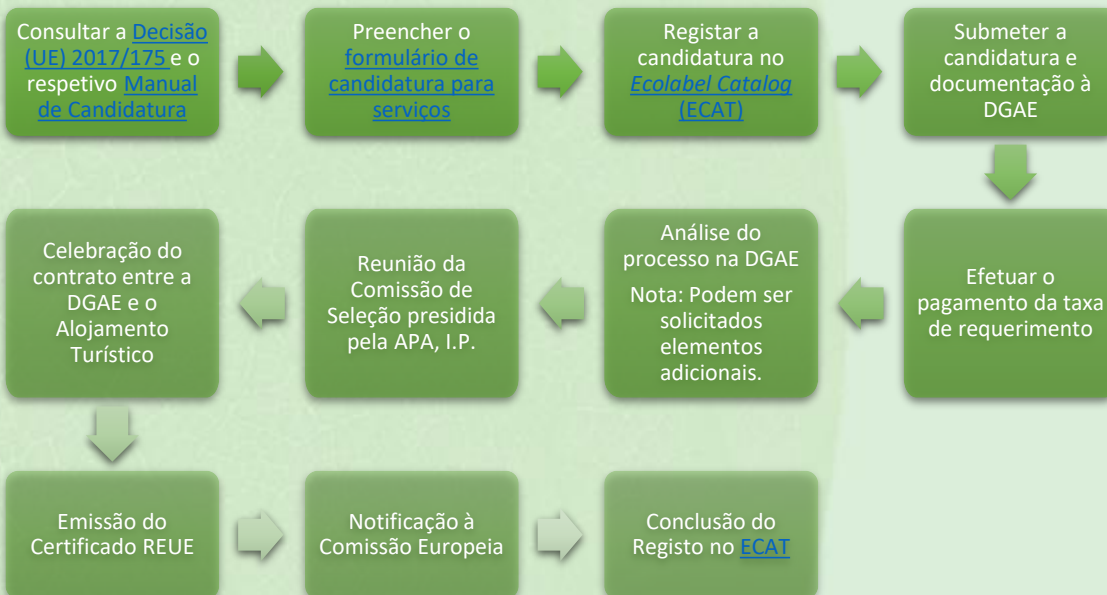 Consultar a Decisão
(UE) 2017/175 e o
respetivo Manual
de Candidatura
Preencher o
formulário de
candidatura para
serviços
Registar a
candidatura no
Ecolabel Catalog
(ECAT)
Submeter a
candidatura e
documentação à
DGAE
Efetuar o
pagamento da taxa
de requerimento
Análise do
processo na DGAE
Nota: Podem ser
solicitados
elementos
adicionais.
Reunião da
Comissão de
Seleção presidida
pela APA, I.P.
Celebração do
contrato entre a
DGAE e o
Alojamento
Turístico
Emissão do
Certificado REUE
Notificação à
Comissão Europeia
Conclusão do
Registo no ECAT